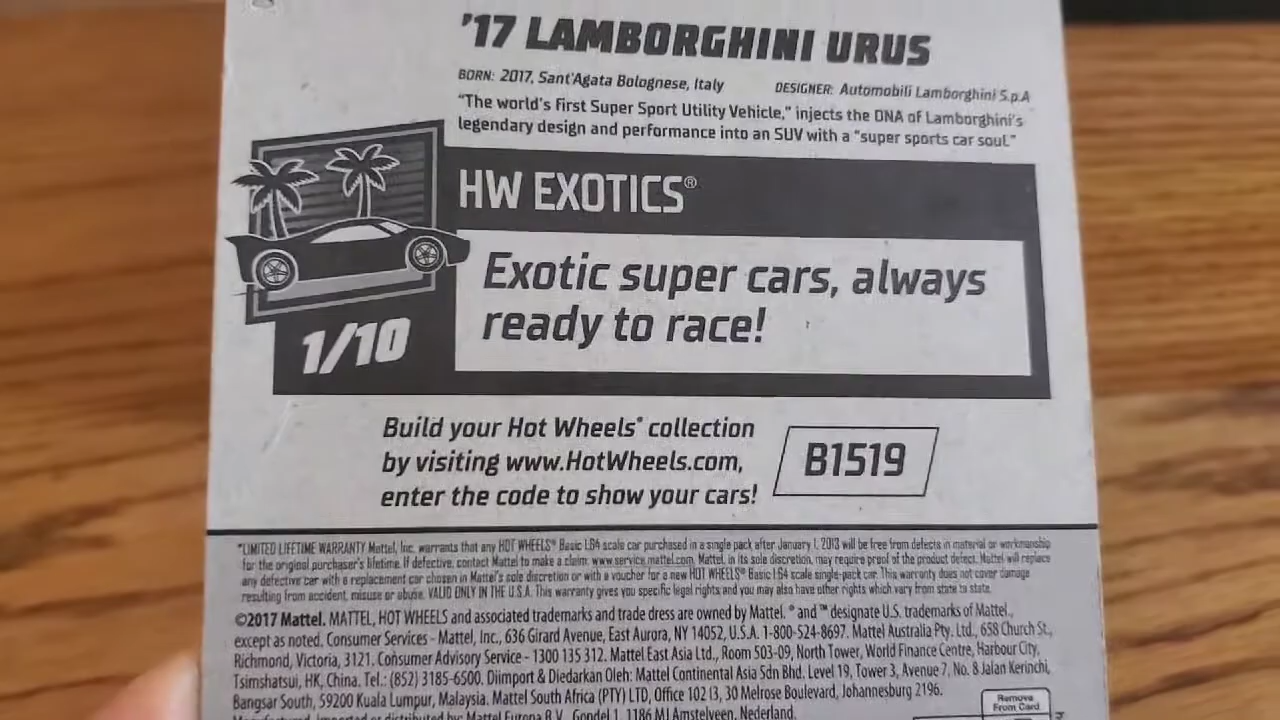 '17 LAMBORGHINI URUS
BORN: 2017, Sant'Agata Bolognese, Italy DESIGNER: Automobili Lamborghini S.p.A
"The world's first Super Sport Utility Vehicle," injects the DNA of Lamborghini's
legendary design and performance into an SUV with a "super sports car soul."
HW EXOTICS®
Exotic super cars, always
ready to race!
1/10
Build your Hot Wheels® collection
by visiting www.HotWheels.com,
enter the code to show your cars!
B1519
*LIMITED LIFETIME WARRANTY Mattel, Inc. warrants that any HOT WHEELS® Basic 1:64 scale car purchased in a single pack after January 1, 2013 will be free from defects in material or workmanship
for the original purchaser's lifetime. If defective, contact Mattel to make a claim: www.service.mattel.com. Mattel, in its sole discretion, may require proof of the product defect. Mattel will replace
any defective car with a replacement car chosen in Mattel's sole discretion or with a voucher for a new HOT WHEELS® Basic 1:64 scale single-pack car. This warranty does not cover damage
resulting from accident, misuse or abuse. VALID ONLY IN THE U.S.A. This warranty gives you specific legal rights and you may also have other rights which vary from state to state.
©2017 Mattel. MATTEL, HOT WHEELS and associated trademarks and trade dress are owned by Mattel. ® and ™ designate U.S. trademarks of Mattel,
except as noted. Consumer Services - Mattel, Inc., 636 Girard Avenue, East Aurora, NY 14052, U.S.A. 1-800-524-8697. Mattel Australia Pty. Ltd., 658 Church St.,
Richmond, Victoria, 3121. Consumer Advisory Service - 1300 135 312. Mattel East Asia Ltd., Room 503-09, North Tower, World Finance Centre, Harbour City,
Tsimshatsui, HK, China. Tel.: (852) 3185-6500. Diimport & Diedarkan Oleh: Mattel Continental Asia Sdn Bhd. Level 19, Tower 3, Avenue 7, No. 8 Jalan Kerinchi,
Bangsar South, 59200 Kuala Lumpur, Malaysia. Mattel South Africa (PTY) LTD, Office 102 I3, 30 Melrose Boulevard, Johannesburg 2196.
Remove
From Card
Manufactured, imported or distributed by: Mattel Europa B.V., Gondel 1, 1186 MJ Amstelveen, Nederland.